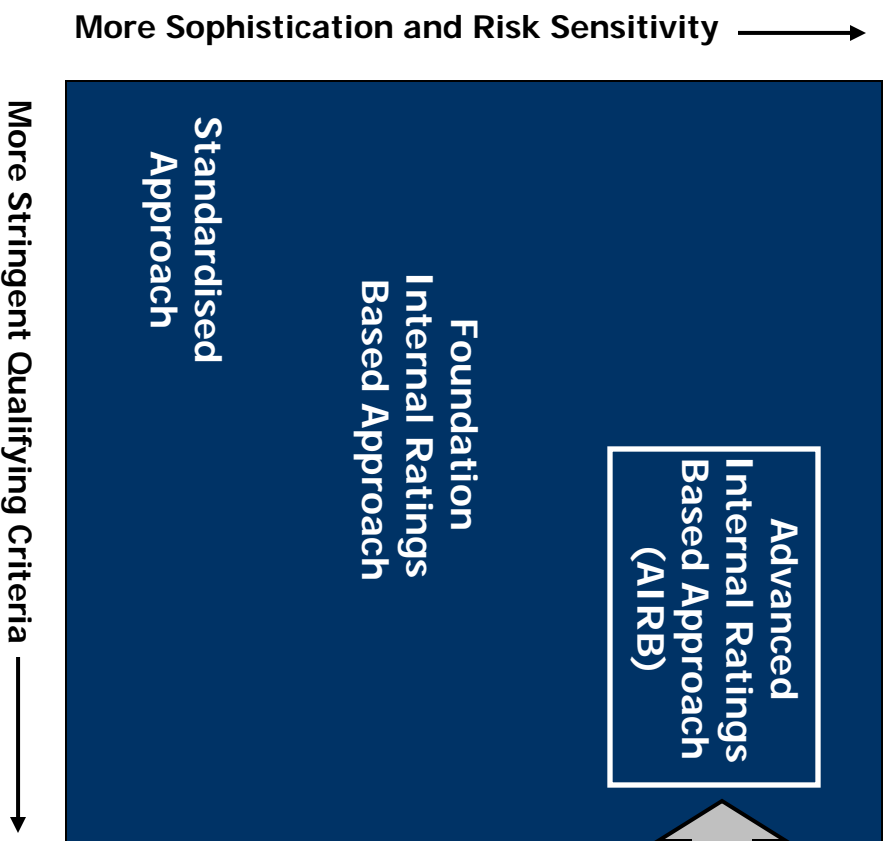 More Sophistication and Risk Sensitivity
More Stringent Qualifying Criteria
Standardised
Approach
Foundation
Internal Ratings
Based Approach
Advanced
Internal Ratings
Based Approach
(AIRB)